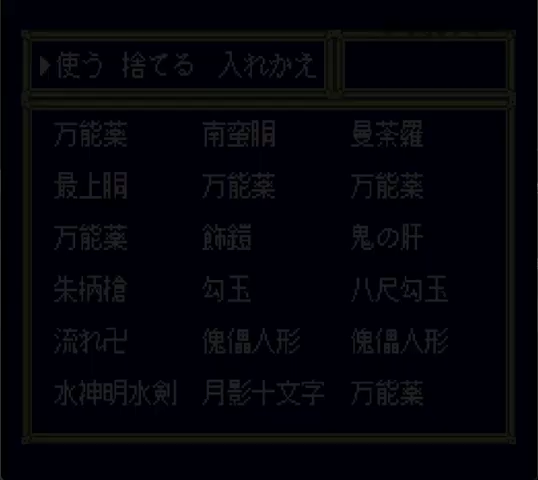 ▶使う 捨てる 入れかえ
万能薬 南蛮胴 曼荼羅
最上胴 万能薬 万能薬
万能薬 飾鎧 鬼の肝
朱柄槍 勾玉 八尺勾玉
流れ卍 傀儡人形 傀儡人形
水神明水剣 月影十文字 万能薬